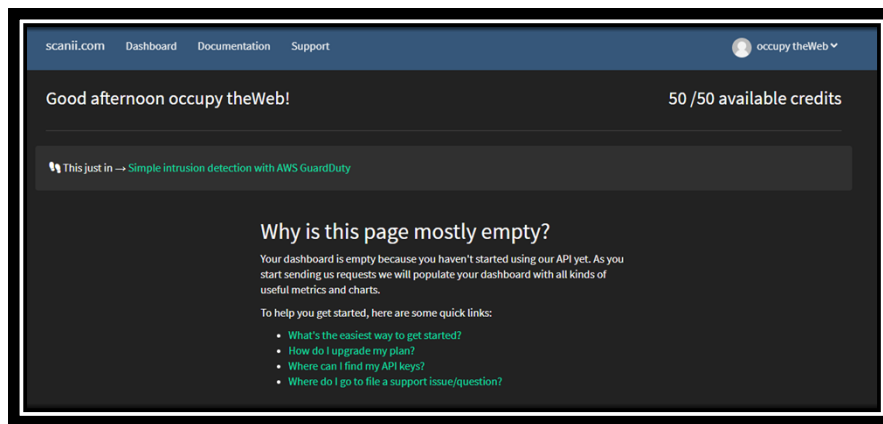 scanii.com Dashboard Documentation Support occupy theWeb
Good afternoon occupy theWeb! 50 /50 available credits
This just in → Simple intrusion detection with AWS GuardDuty
Why is this page mostly empty?
Your dashboard is empty because you haven't started using our API yet. As you
start sending us requests we will populate your dashboard with all kinds of
useful metrics and charts.
To help you get started, here are some quick links:
• What's the easiest way to get started?
• How do I upgrade my plan?
• Where can I find my API keys?
• Where do I go to file a support issue/question?